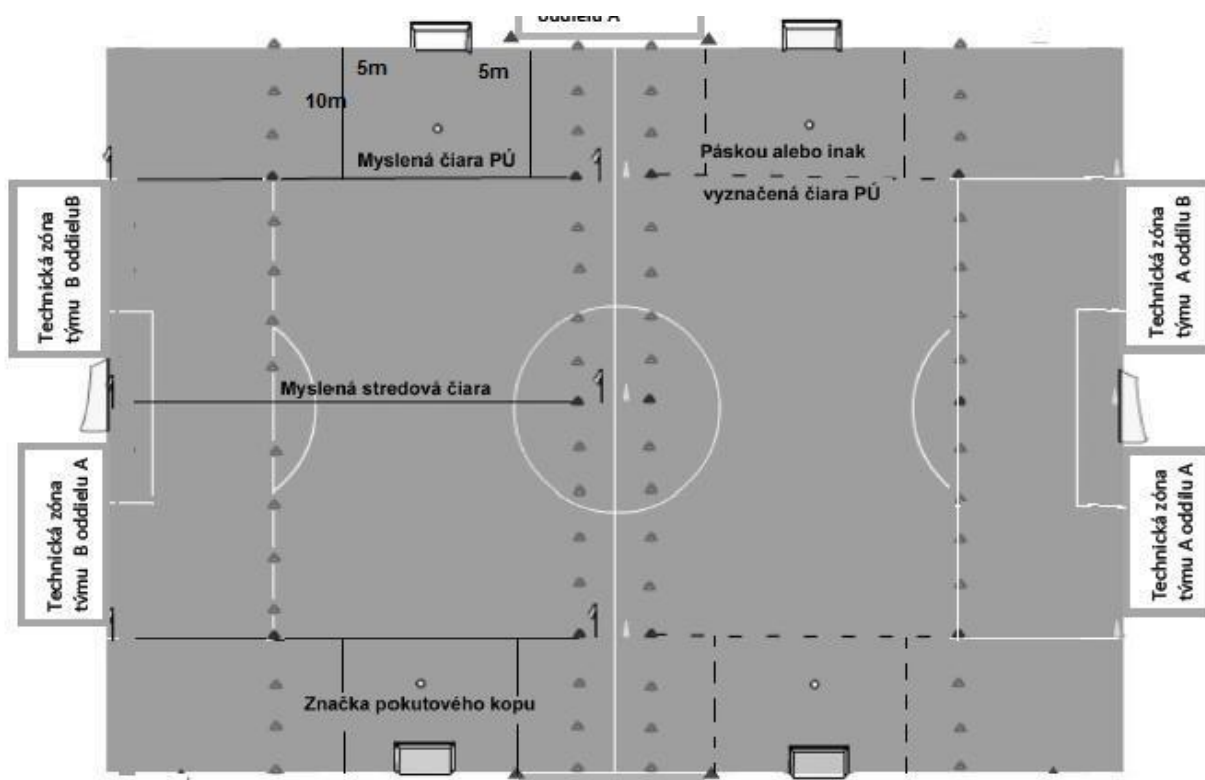 oddielu A
5m
5m
10m
Myslená čiara PÚ
Páskou alebo inak
vyznačená čiara PÚ
Technická zóna
týmu B oddieluB
Technická zóna
týmu A oddílu B
Myslená stredová čiara
Technická zóna
týmu B oddielu A
Technická zóna
týmu A oddílu A
Značka pokutového kopu